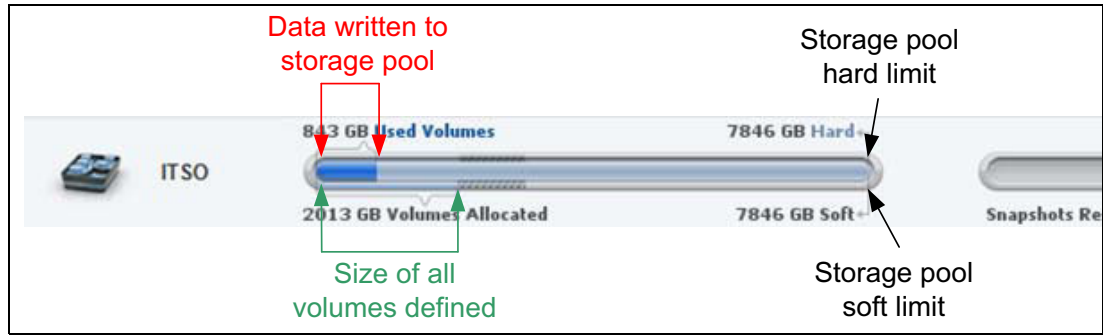 Data written to
storage pool
Storage pool
hard limit
843 GB Used Volumes
7846 GB Hard
ITSO
2013 GB Volumes Allocated
7846 GB Soft
Snapshots Re
Size of all
volumes defined
Storage pool
soft limit